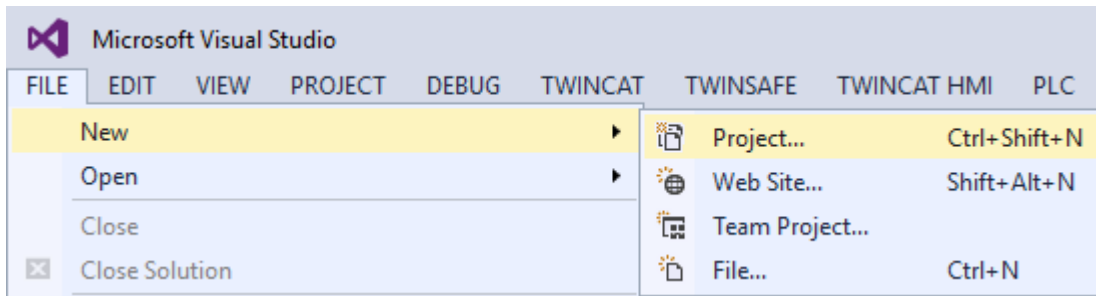 Microsoft Visual Studio
FILE EDIT VIEW PROJECT DEBUG TWINCAT TWINSAFE TWINCAT HMI PLC
New
Project... Ctrl+Shift+N
Open
Web Site... Shift+Alt+N
Close
Team Project...
Close Solution
File... Ctrl+N